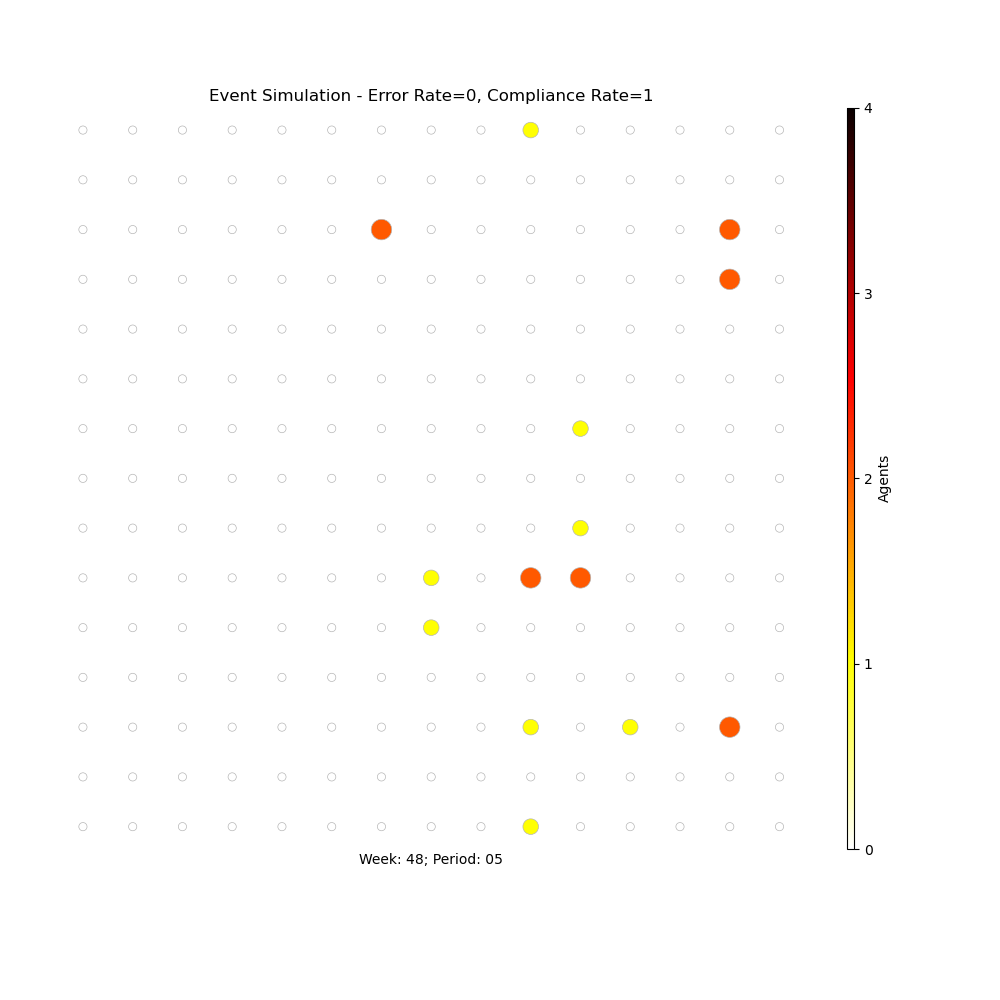 Event Simulation - Error Rate=0, Compliance Rate=1
4
3
2
1
0
Agents
Week: 48; Period: 05